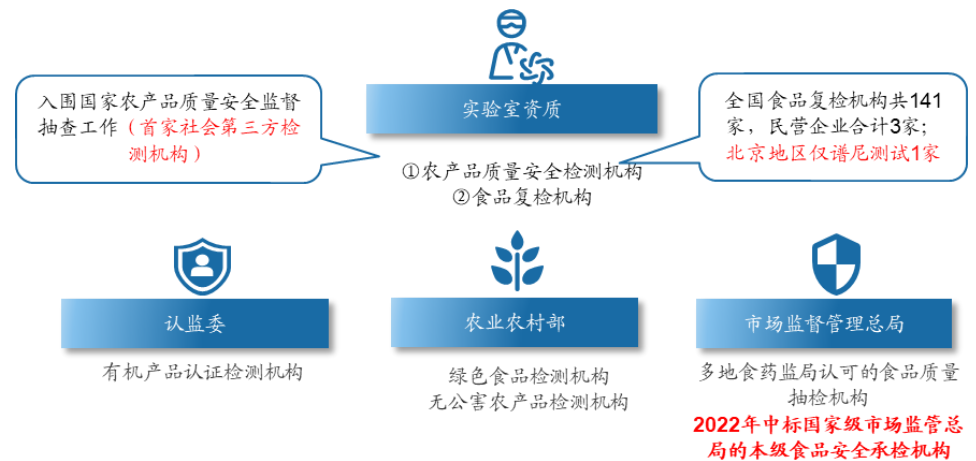 实验室资质
入围国家农产品质量安全监督
抽查工作（首家社会第三方检
测机构）
全国食品复检机构共141
家，民营企业合计3家；
北京地区仅谱尼测试1家
①农产品质量安全检测机构
②食品复检机构
认监委
有机产品认证检测机构
农业农村部
绿色食品检测机构
无公害农产品检测机构
市场监督管理总局
多地食药监局认可的食品质量
抽检机构
2022年中标国家级市场监管总
局的本级食品安全承检机构